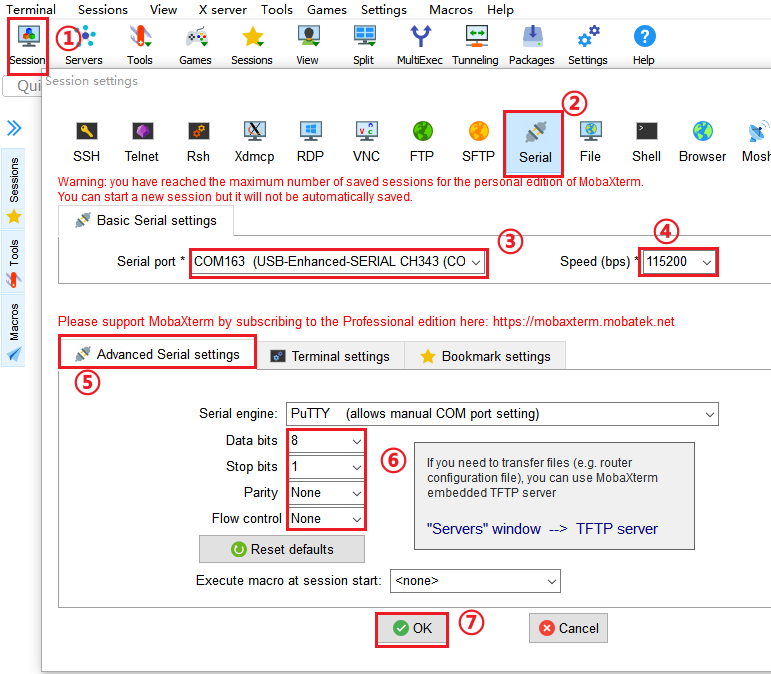 Terminal Sessions View X server Tools Games Settings Macros Help
①
Session Servers Tools Games Sessions View Split MultiExec Tunneling Packages Settings Help
Qui
Session settings
②
SSH Telnet Rsh Xdmcp RDP VNC FTP SFTP Serial File Shell Browser Mosh
Warning: you have reached the maximum number of saved sessions for the personal edition of MobaXterm.
You can start a new session but it will not be automatically saved.
Sessions
Tools
Macros
Basic Serial settings
③
④
Serial port * COM163 (USB-Enhanced-SERIAL CH343 (CO Speed (bps) * 115200
Please support MobaXterm by subscribing to the Professional edition here: https://mobaxterm.mobatek.net
Advanced Serial settings Terminal settings Bookmark settings
⑤
Serial engine: PuTTY (allows manual COM port setting)
Data bits 8
Stop bits 1
Parity None
Flow control None
⑥
If you need to transfer files (e.g. router
configuration file), you can use MobaXterm
embedded TFTP server
"Servers" window --> TFTP server
Reset defaults
Execute macro at session start: <none>
OK ⑦ Cancel